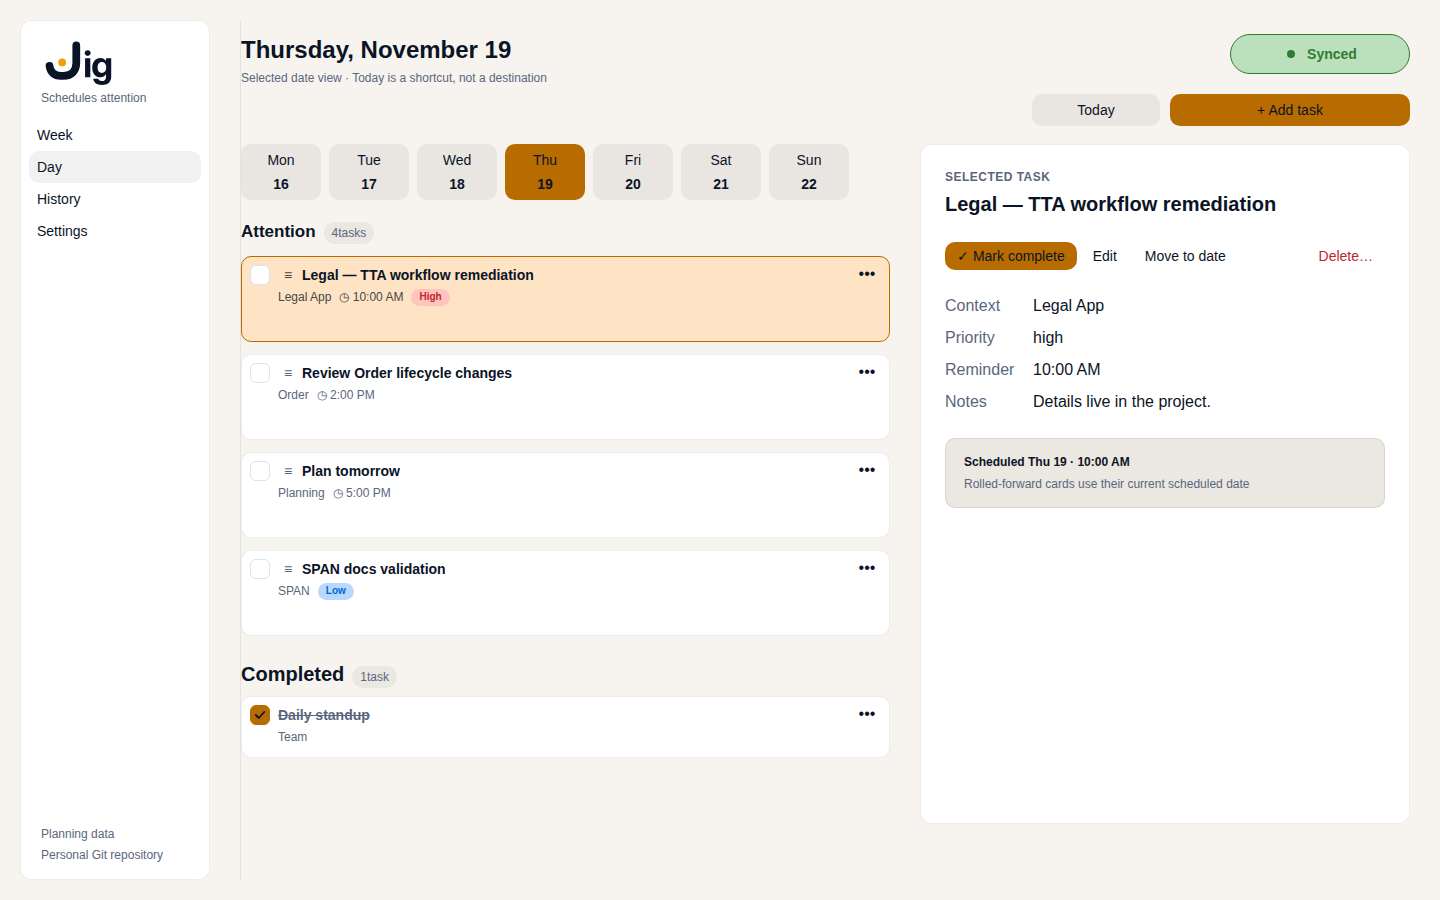 Jig
Schedules attention
Week
Day
History
Settings
Planning data
Personal Git repository
Thursday, November 19
Selected date view · Today is a shortcut, not a destination
Synced
Today
+ Add task
Mon Tue Wed Thu Fri Sat Sun
16 17 18 19 20 21 22
Attention 4tasks
≡ Legal — TTA workflow remediation •••
Legal App ◷ 10:00 AM High
≡ Review Order lifecycle changes •••
Order ◷ 2:00 PM
≡ Plan tomorrow •••
Planning ◷ 5:00 PM
≡ SPAN docs validation •••
SPAN Low
Completed 1task
Daily standup •••
Team
SELECTED TASK
Legal — TTA workflow remediation
✓ Mark complete Edit Move to date Delete…
Context Legal App
Priority high
Reminder 10:00 AM
Notes Details live in the project.
Scheduled Thu 19 · 10:00 AM
Rolled-forward cards use their current scheduled date